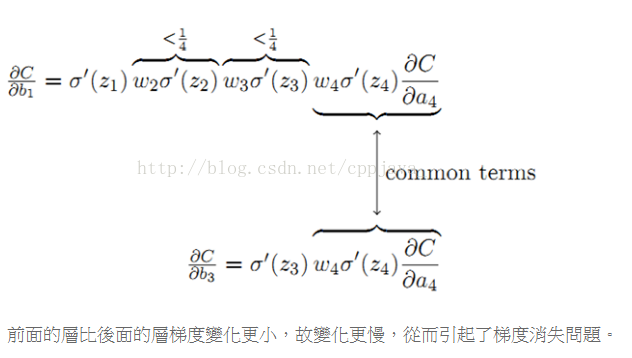 <1/4 <1/4
∂C/∂b₁ = σ′(z₁) w₂σ′(z₂) w₃σ′(z₃) w₄σ′(z₄) ∂C/∂a₄
http://blog.csdn.net/cppjava
common terms
∂C/∂b₃ = σ′(z₃) w₄σ′(z₄) ∂C/∂a₄
前面的層比後面的層梯度變化更小，故變化更慢，從而引起了梯度消失問題。